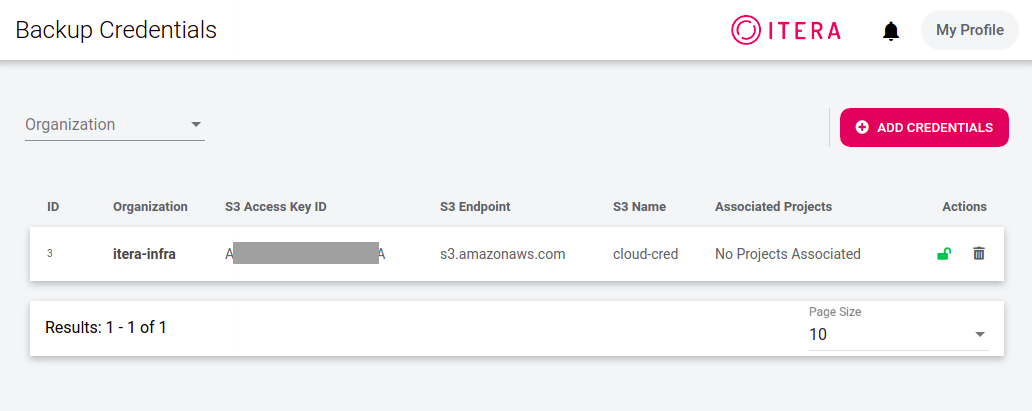 Backup Credentials
ITERA
My Profile
Organization
ADD CREDENTIALS
ID Organization S3 Access Key ID S3 Endpoint S3 Name Associated Projects Actions
3 itera-infra A A s3.amazonaws.com cloud-cred No Projects Associated
Results: 1 - 1 of 1
Page Size
10